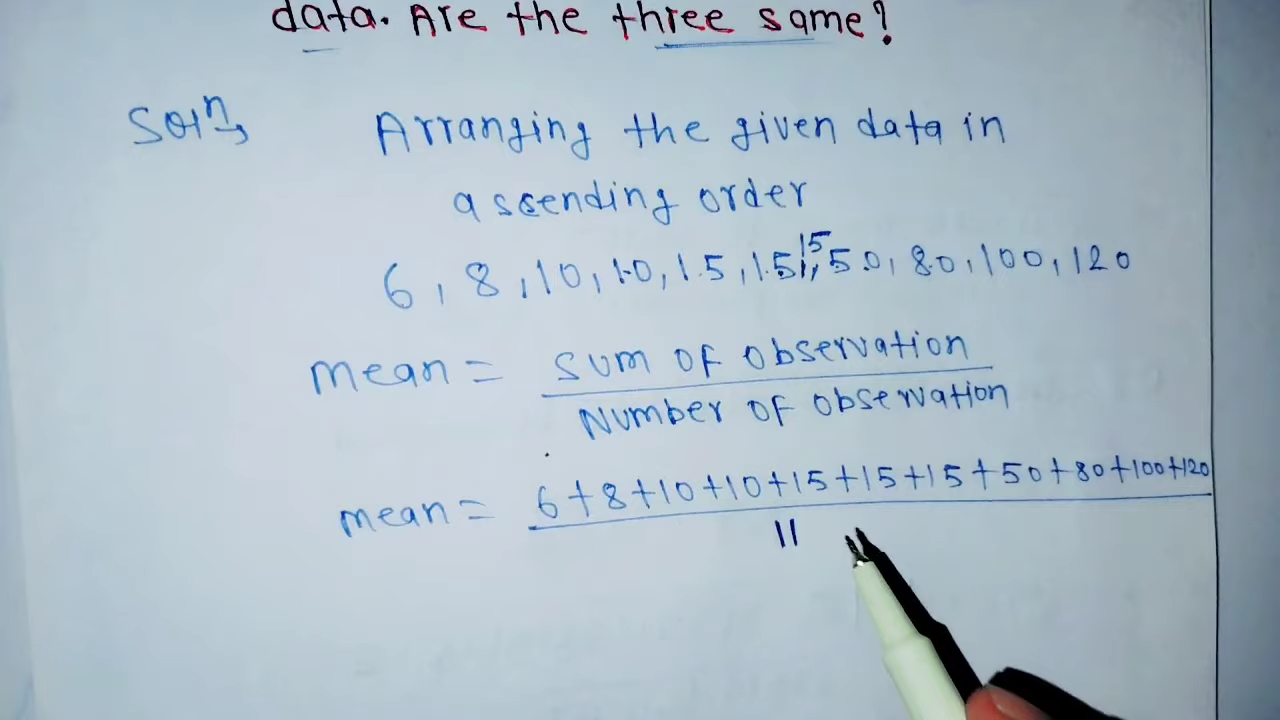 data. Are the three same?
Solⁿ→ Arranging the given data in
ascending order
6, 8, 10, 10, 15, 15, 15, 50, 80, 100, 120
mean = sum of observation
Number of observation
mean = 6+8+10+10+15+15+15+50+80+100+120
11